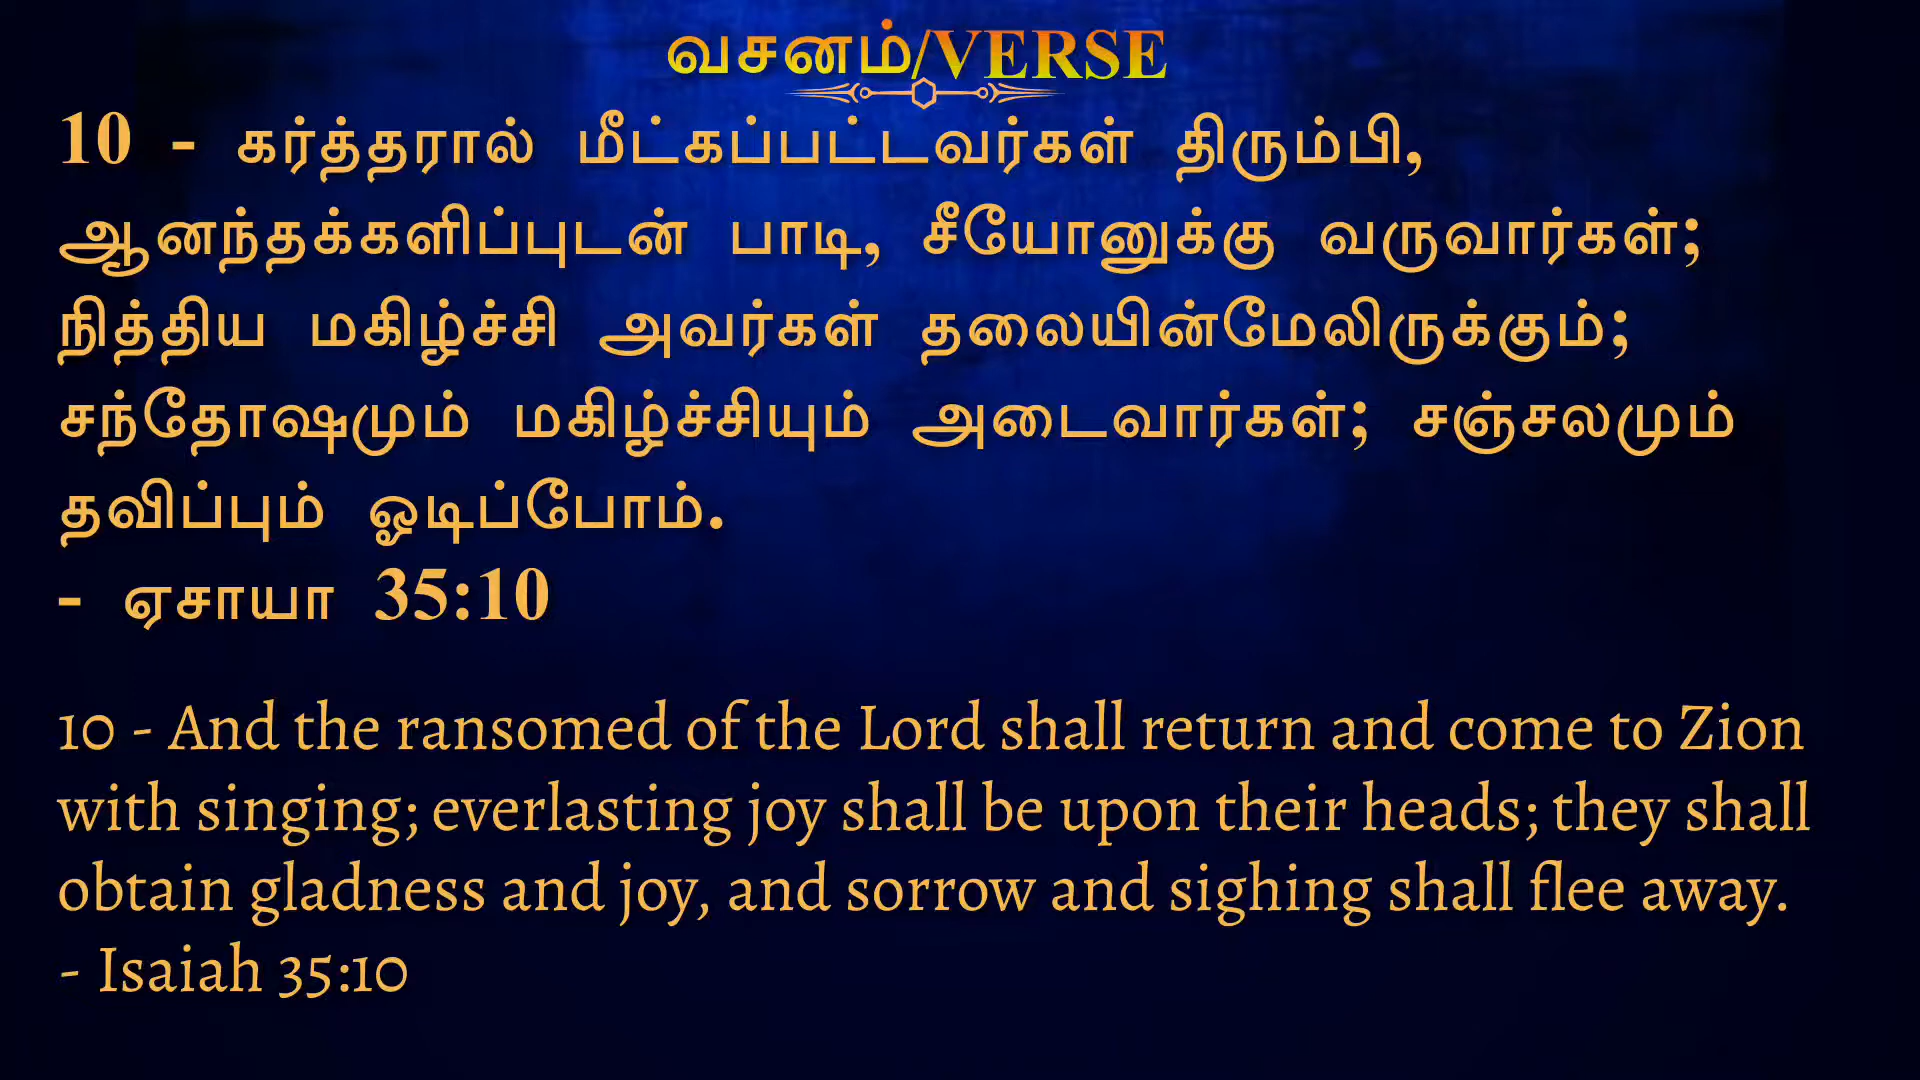 வசனம்/VERSE
10 - கர்த்தரால் மீட்கப்பட்டவர்கள் திரும்பி,
ஆனந்தக்களிப்புடன் பாடி, சீயோனுக்கு வருவார்கள்;
நித்திய மகிழ்ச்சி அவர்கள் தலையின்மேலிருக்கும்;
சந்தோஷமும் மகிழ்ச்சியும் அடைவார்கள்; சஞ்சலமும்
தவிப்பும் ஓடிப்போம்.
- ஏசாயா 35:10
10 - And the ransomed of the Lord shall return and come to Zion
with singing; everlasting joy shall be upon their heads; they shall
obtain gladness and joy, and sorrow and sighing shall flee away.
- Isaiah 35:10